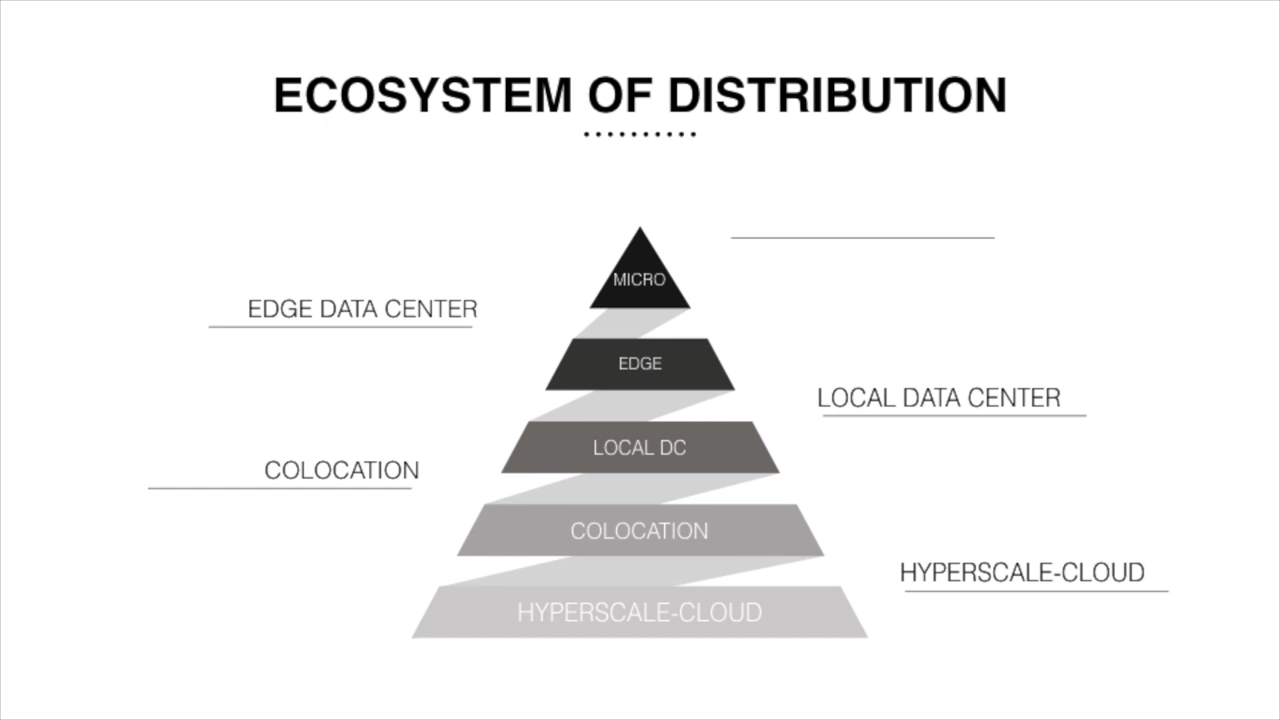 ECOSYSTEM OF DISTRIBUTION
MICRO
EDGE DATA CENTER
EDGE
LOCAL DATA CENTER
LOCAL DC
COLOCATION
COLOCATION
HYPERSCALE-CLOUD
HYPERSCALE-CLOUD